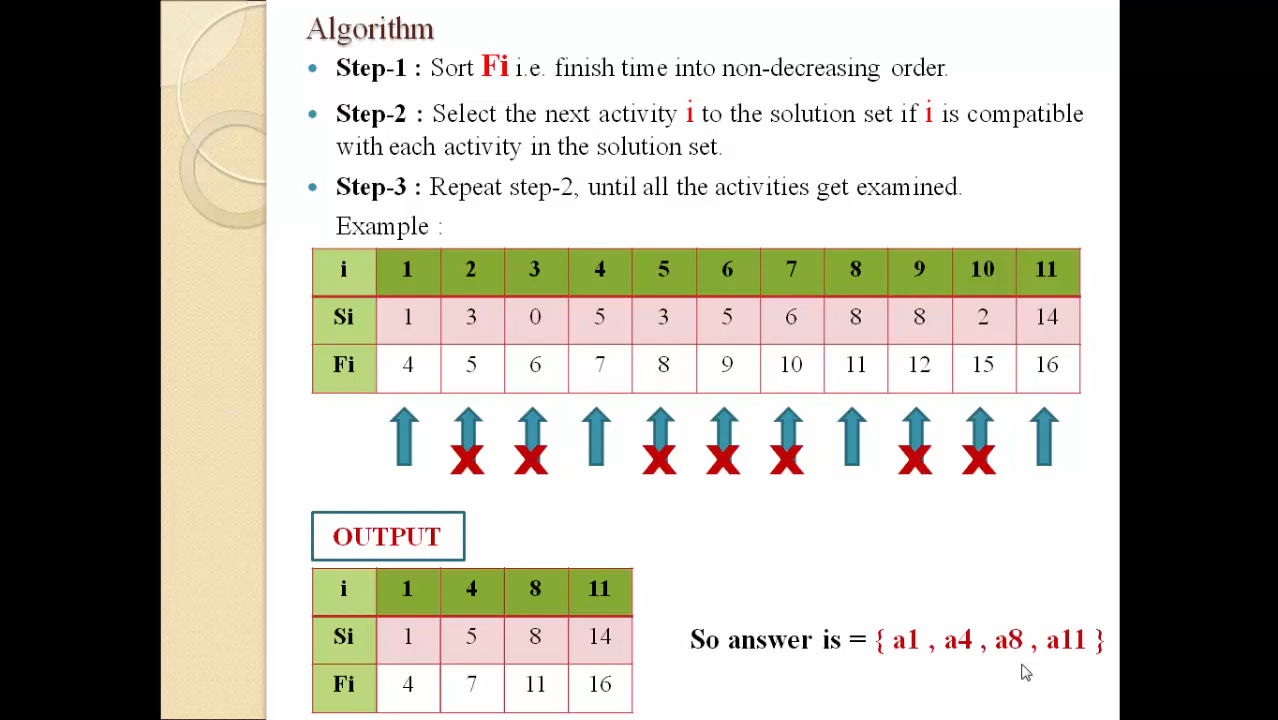 Algorithm
Step-1 : Sort Fi i.e. finish time into non-decreasing order.
Step-2 : Select the next activity i to the solution set if i is compatible
with each activity in the solution set.
Step-3 : Repeat step-2, until all the activities get examined.
Example :
i 1 2 3 4 5 6 7 8 9 10 11
Si 1 3 0 5 3 5 6 8 8 2 14
Fi 4 5 6 7 8 9 10 11 12 15 16
X X X X X X X
OUTPUT
i 1 4 8 11
Si 1 5 8 14
Fi 4 7 11 16
So answer is = { a1 , a4 , a8 , a11 }